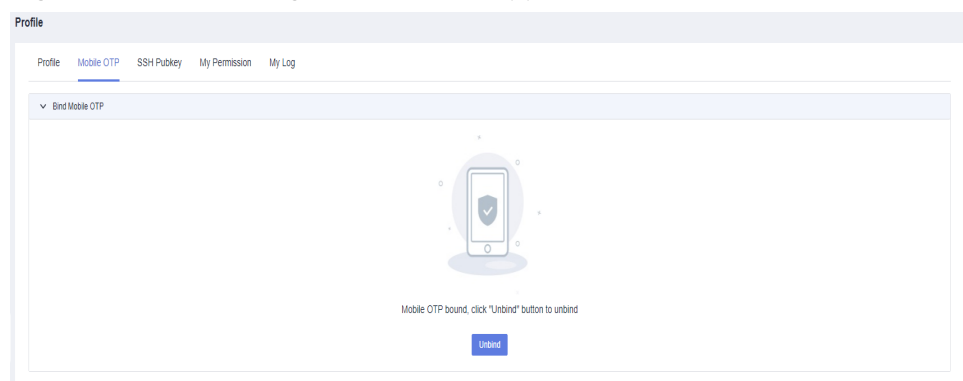 Profile
Profile Mobile OTP SSH Pubkey My Permission My Log
Bind Mobile OTP
Mobile OTP bound, click "Unbind" button to unbind
Unbind